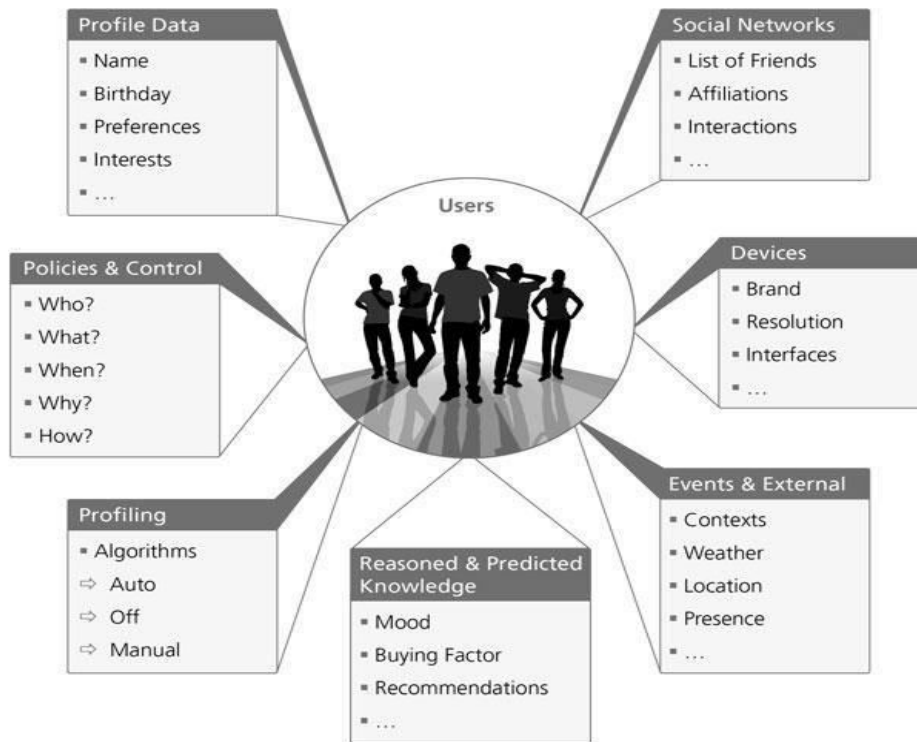 Profile Data
▪ Name
▪ Birthday
▪ Preferences
▪ Interests
▪ ...
Social Networks
▪ List of Friends
▪ Affiliations
▪ Interactions
▪ ...
Users
Policies & Control
▪ Who?
▪ What?
▪ When?
▪ Why?
▪ How?
Devices
▪ Brand
▪ Resolution
▪ Interfaces
▪ ...
Profiling
▪ Algorithms
⇨ Auto
⇨ Off
⇨ Manual
Reasoned & Predicted
Knowledge
▪ Mood
▪ Buying Factor
▪ Recommendations
▪ ...
Events & External
▪ Contexts
▪ Weather
▪ Location
▪ Presence
▪ ...